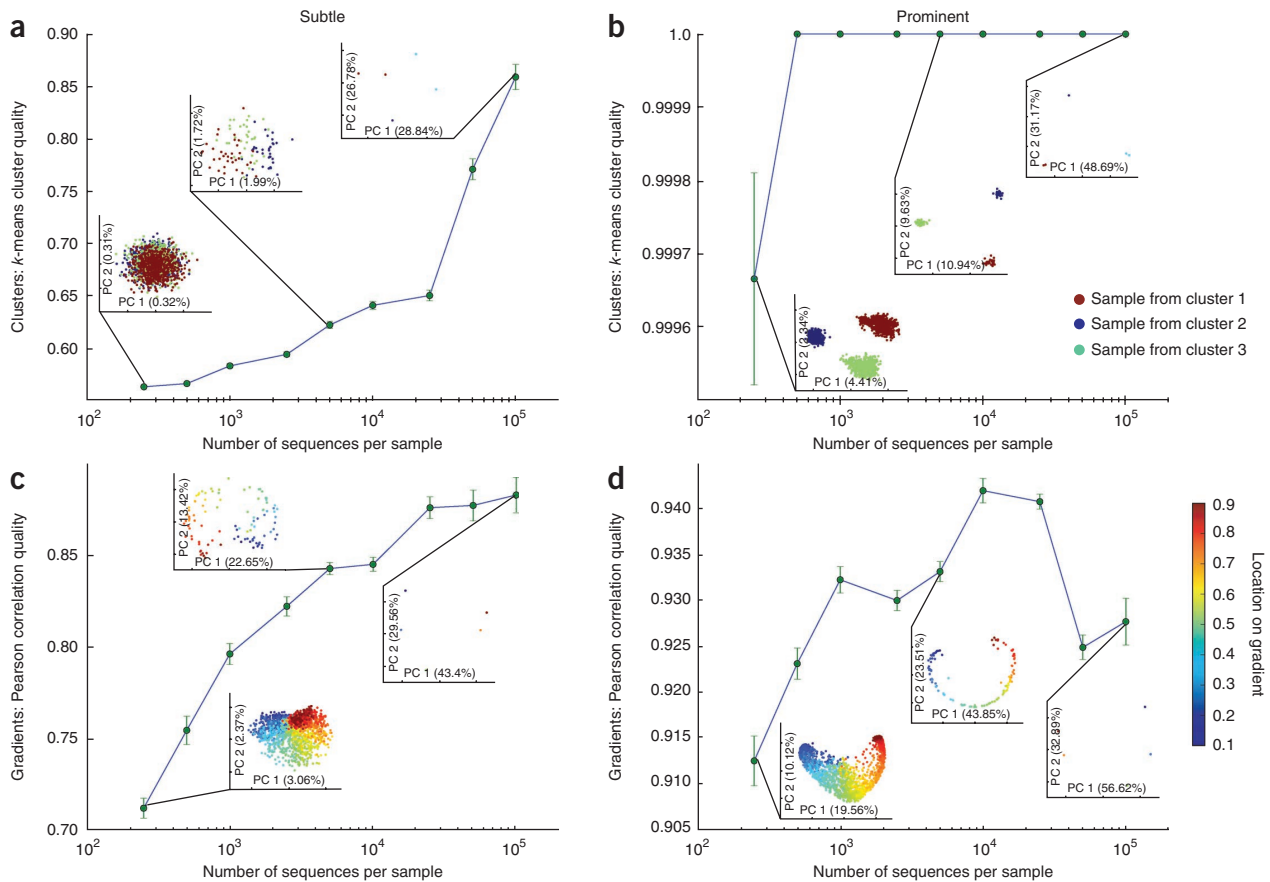 a
Subtle
0.90
0.85
0.80
0.75
0.70
0.65
0.60
Clusters: k-means cluster quality
PC 2 (0.31%)
PC 1 (0.32%)
PC 2 (1.72%)
PC 1 (1.99%)
PC 2 (26.78%)
PC 1 (28.84%)
10² 10³ 10⁴ 10⁵
Number of sequences per sample
b
Prominent
1.0
0.9999
0.9998
0.9997
0.9996
Clusters: k-means cluster quality
PC 2 (3.34%)
PC 1 (4.41%)
PC 2 (9.63%)
PC 1 (10.94%)
PC 2 (31.17%)
PC 1 (48.69%)
Sample from cluster 1
Sample from cluster 2
Sample from cluster 3
10² 10³ 10⁴ 10⁵
Number of sequences per sample
c
0.85
0.80
0.75
0.70
Gradients: Pearson correlation quality
PC 2 (13.42%)
PC 1 (22.65%)
PC 2 (29.56%)
PC 1 (43.4%)
PC 2 (2.37%)
PC 1 (3.06%)
10² 10³ 10⁴ 10⁵
Number of sequences per sample
d
0.940
0.935
0.930
0.925
0.920
0.915
0.910
0.905
Gradients: Pearson correlation quality
PC 2 (10.12%)
PC 1 (19.56%)
PC 2 (23.51%)
PC 1 (43.85%)
PC 2 (32.89%)
PC 1 (56.62%)
10² 10³ 10⁴ 10⁵
Number of sequences per sample
0.9
0.8
0.7
0.6
0.5
0.4
0.3
0.2
0.1
Location on gradient